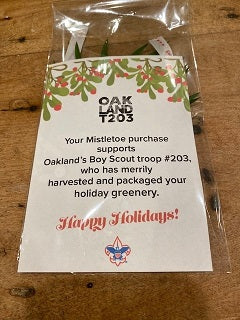 OAK
LAND
T203
Your Mistletoe purchase
supports
Oakland's Boy Scout troop #203,
who has merrily
harvested and packaged your
holiday greenery.
Happy Holidays!